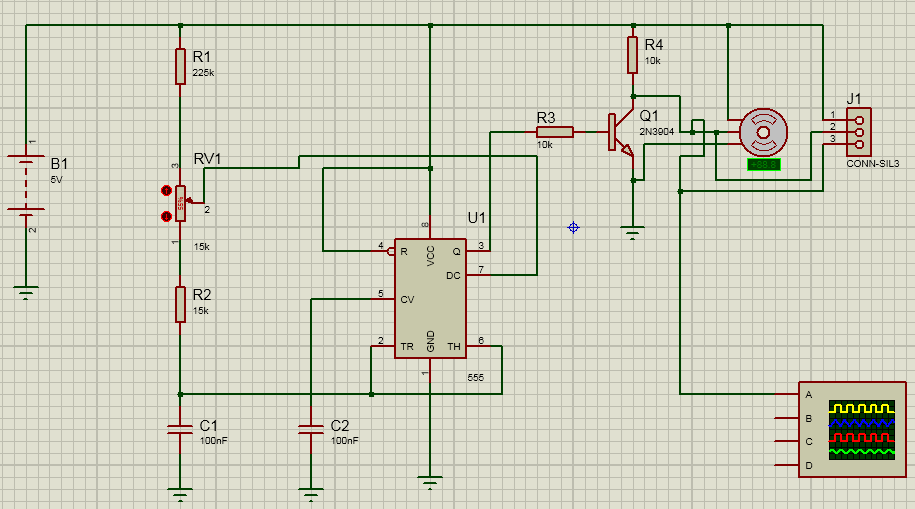 R1
225k
R4
10k
J1
1
2
3
CONN-SIL3
Q1
2N3904
R3
10k
1
B1
5V
2
3
RV1
55%
2
1
15k
R2
15k
U1
8
4
R
VCC
Q
3
DC
7
5
CV
2
TR
GND
TH
6
1
555
C1
100nF
C2
100nF
A
B
C
D